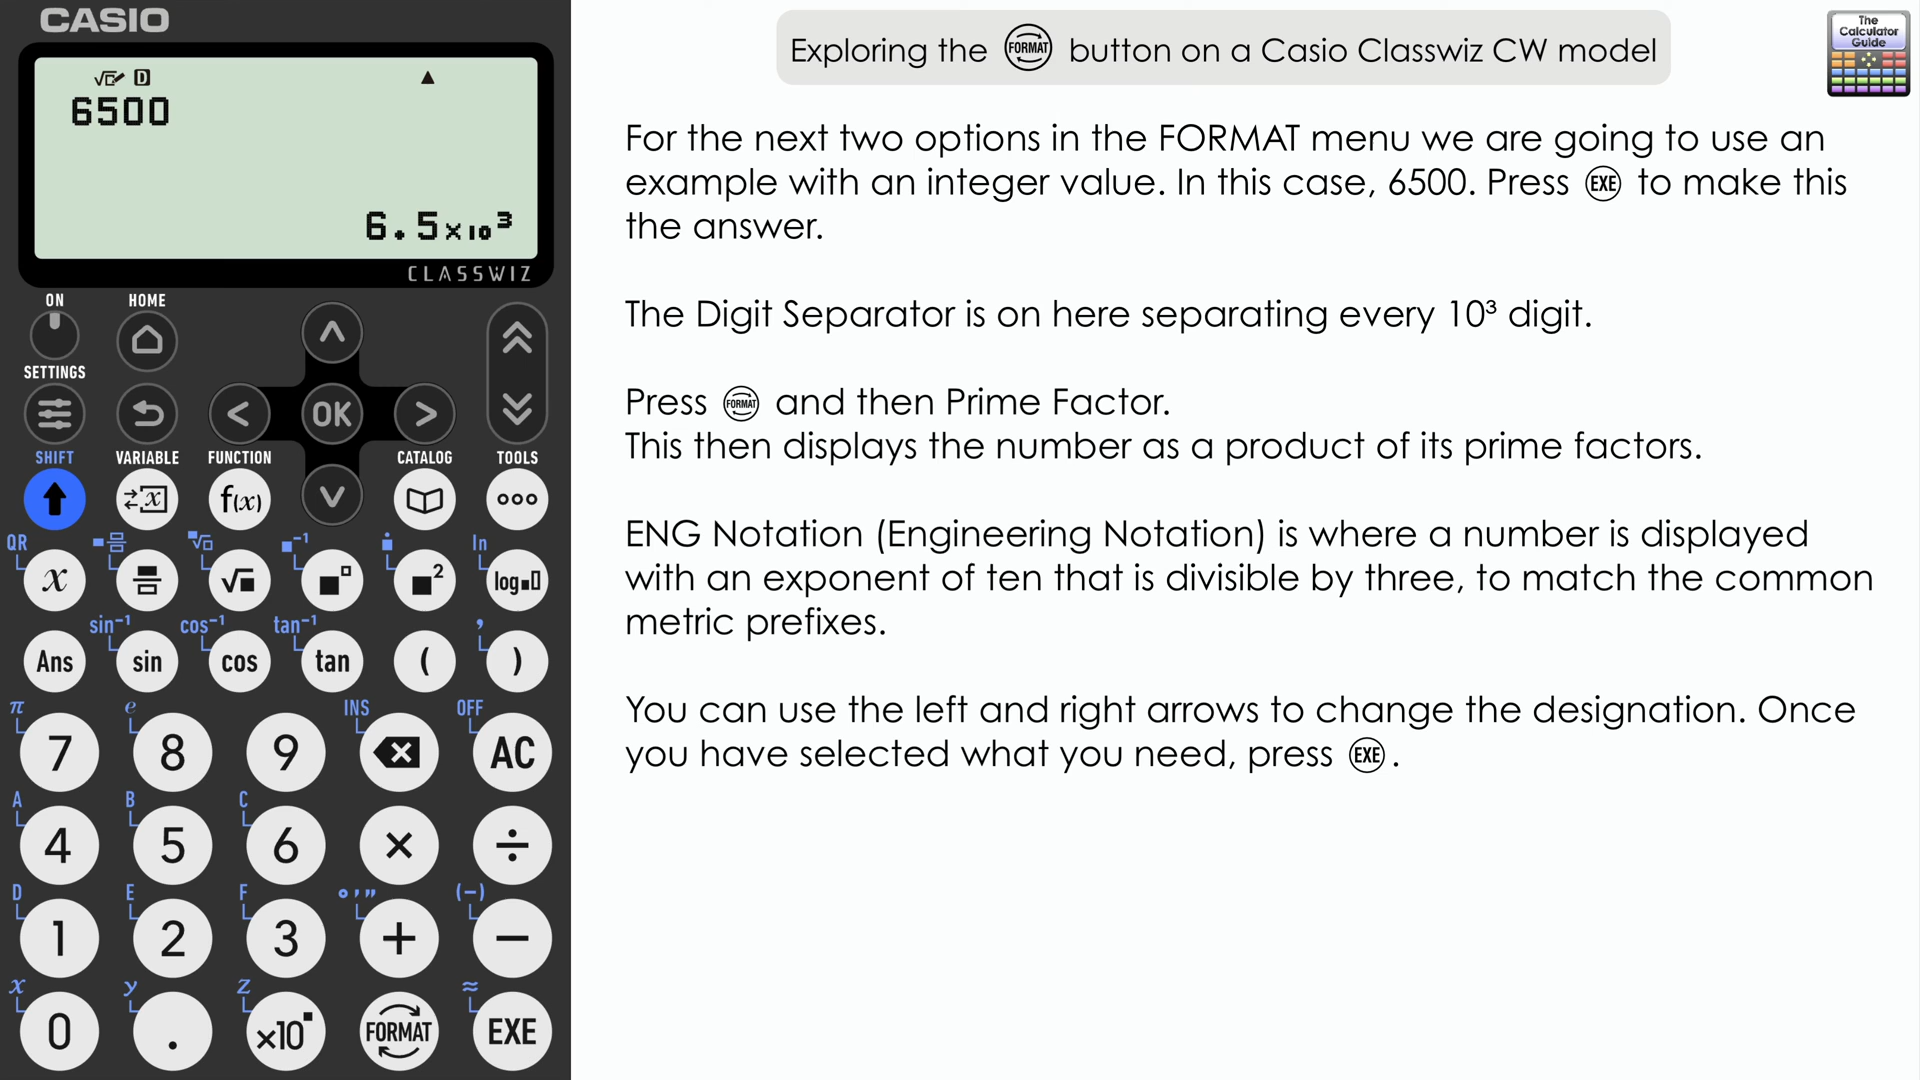 CASIO
6500
6.5×10³
CLASSWIZ
ON
HOME
SETTINGS
OK
SHIFT
VARIABLE
FUNCTION
CATALOG
TOOLS
x
f(x)
QR
-1
ln
x
2
log
sin⁻¹
cos⁻¹
tan⁻¹
,
Ans
sin
cos
tan
(
)
π
e
INS
OFF
7
8
9
AC
A
B
C
4
5
6
×
÷
D
E
F
° ' "
(−)
1
2
3
+
−
x
y
z
≈
0
.
×10
FORMAT
EXE
Exploring the FORMAT button on a Casio Classwiz CW model
The
Calculator
Guide
For the next two options in the FORMAT menu we are going to use an
example with an integer value. In this case, 6500. Press EXE to make this
the answer.
The Digit Separator is on here separating every 10³ digit.
Press FORMAT and then Prime Factor.
This then displays the number as a product of its prime factors.
ENG Notation (Engineering Notation) is where a number is displayed
with an exponent of ten that is divisible by three, to match the common
metric prefixes.
You can use the left and right arrows to change the designation. Once
you have selected what you need, press EXE.